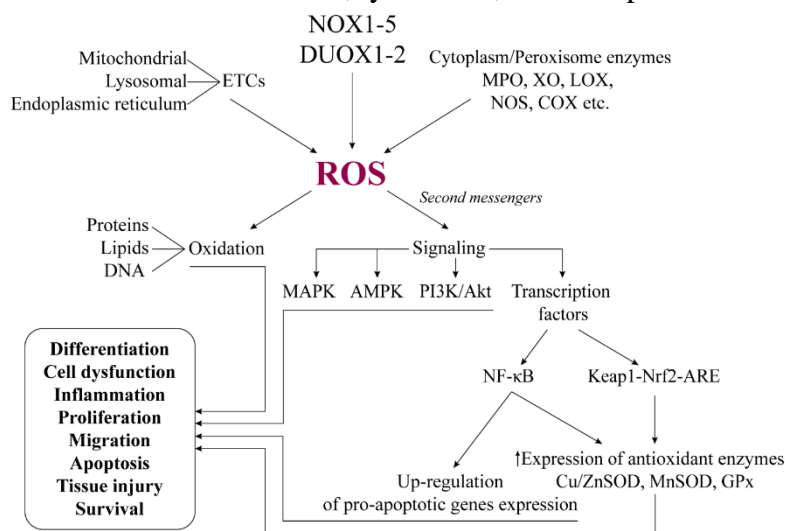 NOX1-5
DUOX1-2
Mitochondrial
Lysosomal
Endoplasmic reticulum
ETCs
Cytoplasm/Peroxisome enzymes
MPO, XO, LOX,
NOS, COX etc.
ROS
Second messengers
Proteins
Lipids
DNA
Oxidation
Signaling
MAPK
AMPK
PI3K/Akt
Transcription
factors
Differentiation
Cell dysfunction
Inflammation
Proliferation
Migration
Apoptosis
Tissue injury
Survival
NF-κB
Keap1-Nrf2-ARE
Up-regulation
of pro-apoptotic genes expression
↑Expression of antioxidant enzymes
Cu/ZnSOD, MnSOD, GPx